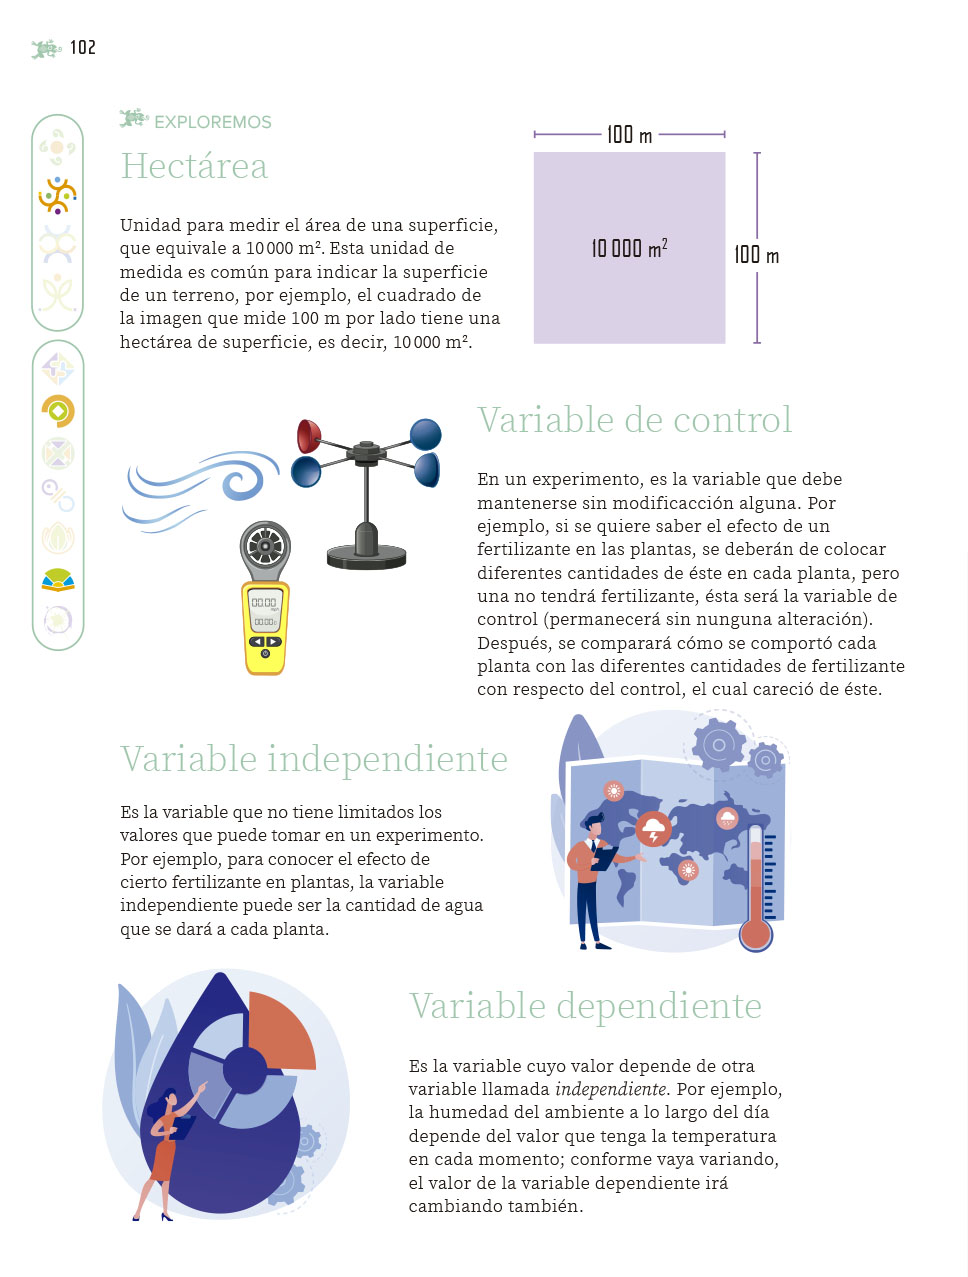 102
EXPLOREMOS
Hectárea
Unidad para medir el área de una superficie,
que equivale a 10 000 m². Esta unidad de
medida es común para indicar la superficie
de un terreno, por ejemplo, el cuadrado de
la imagen que mide 100 m por lado tiene una
hectárea de superficie, es decir, 10 000 m².
100 m
10 000 m²
100 m
Variable de control
En un experimento, es la variable que debe
mantenerse sin modificacción alguna. Por
ejemplo, si se quiere saber el efecto de un
fertilizante en las plantas, se deberán de colocar
diferentes cantidades de éste en cada planta, pero
una no tendrá fertilizante, ésta será la variable de
control (permanecerá sin nunguna alteración).
Después, se comparará cómo se comportó cada
planta con las diferentes cantidades de fertilizante
con respecto del control, el cual careció de éste.
00.00
00.00
Variable independiente
Es la variable que no tiene limitados los
valores que puede tomar en un experimento.
Por ejemplo, para conocer el efecto de
cierto fertilizante en plantas, la variable
independiente puede ser la cantidad de agua
que se dará a cada planta.
Variable dependiente
Es la variable cuyo valor depende de otra
variable llamada independiente. Por ejemplo,
la humedad del ambiente a lo largo del día
depende del valor que tenga la temperatura
en cada momento; conforme vaya variando,
el valor de la variable dependiente irá
cambiando también.